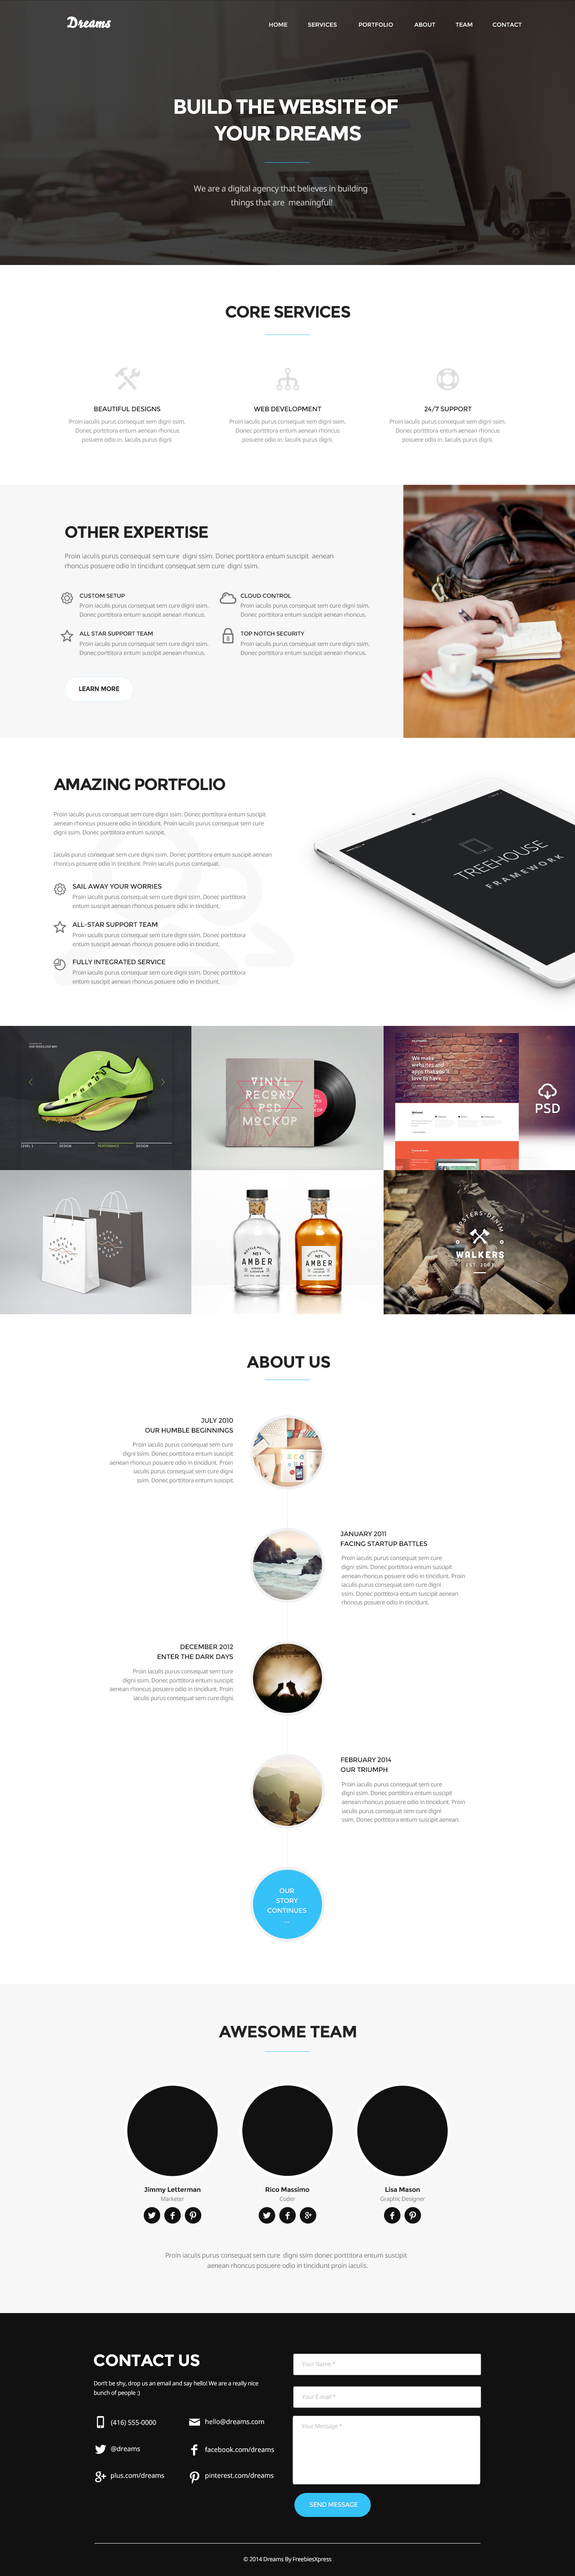 Dreams
HOME SERVICES PORTFOLIO ABOUT TEAM CONTACT
BUILD THE WEBSITE OF
YOUR DREAMS
We are a digital agency that believes in building
things that are meaningful!
CORE SERVICES
BEAUTIFUL DESIGNS
Proin iaculis purus consequat sem digni ssim.
Donec porttitora entum aenean rhoncus
posuere odio in. Iaculis purus digni.
WEB DEVELOPMENT
Proin iaculis purus consequat sem digni ssim.
Donec porttitora entum aenean rhoncus
posuere odio in. Iaculis purus digni.
24/7 SUPPORT
Proin iaculis purus consequat sem digni ssim.
Donec porttitora entum aenean rhoncus
posuere odio in. Iaculis purus digni.
OTHER EXPERTISE
Proin iaculis purus consequat sem cure digni ssim. Donec porttitora entum suscipit aenean
rhoncus posuere odio in tincidunt consequat sem cure digni ssim.
CUSTOM SETUP
Proin iaculis purus consequat sem cure digni ssim.
Donec porttitora entum suscipit aenean rhoncus.
CLOUD CONTROL
Proin iaculis purus consequat sem cure digni ssim.
Donec porttitora entum suscipit aenean rhoncus.
ALL STAR SUPPORT TEAM
Proin iaculis purus consequat sem cure digni ssim.
Donec porttitora entum suscipit aenean rhoncus.
TOP NOTCH SECURITY
Proin iaculis purus consequat sem cure digni ssim.
Donec porttitora entum suscipit aenean rhoncus.
LEARN MORE
AMAZING PORTFOLIO
Proin iaculis purus consequat sem cure digni ssim. Donec porttitora entum suscipit
aenean rhoncus posuere odio in tincidunt. Proin iaculis purus consequat sem cure
digni ssim. Donec porttitora entum suscipit.
Iaculis purus consequat sem cure digni ssim. Donec porttitora entum suscipit aenean
rhoncus posuere odio in tincidunt. Proin iaculis purus consequat.
SAIL AWAY YOUR WORRIES
Proin iaculis purus consequat sem cure digni ssim. Donec porttitora
entum suscipit aenean rhoncus posuere odio in tincidunt.
ALL-STAR SUPPORT TEAM
Proin iaculis purus consequat sem cure digni ssim. Donec porttitora
entum suscipit aenean rhoncus posuere odio in tincidunt.
FULLY INTEGRATED SERVICE
Proin iaculis purus consequat sem cure digni ssim. Donec porttitora
entum suscipit aenean rhoncus posuere odio in tincidunt.
TREEHOUSE
FRAMEWORK
LEVEL 1 DESIGN PERFORMANCE DESIGN
VINYL
RECORD
PSD
MOCKUP
We make
websites and
apps that you'll
love to have.
PSD
Nº1
AMBER
Nº1
AMBER
HIPSTERS-DENIM
WALKERS
ABOUT US
JULY 2010
OUR HUMBLE BEGINNINGS
Proin iaculis purus consequat sem cure
digni ssim. Donec porttitora entum suscipit
aenean rhoncus posuere odio in tincidunt. Proin
iaculis purus consequat sem cure digni
ssim. Donec porttitora entum suscipit.
JANUARY 2011
FACING STARTUP BATTLES
Proin iaculis purus consequat sem cure
digni ssim. Donec porttitora entum suscipit
aenean rhoncus posuere odio in tincidunt. Proin
iaculis purus consequat sem cure digni
ssim. Donec porttitora entum suscipit aenean
rhoncus posuere odio in tincidunt.
DECEMBER 2012
ENTER THE DARK DAYS
Proin iaculis purus consequat sem cure
digni ssim. Donec porttitora entum suscipit
aenean rhoncus posuere odio in tincidunt. Proin
iaculis purus consequat sem cure digni.
FEBRUARY 2014
OUR TRIUMPH
Proin iaculis purus consequat sem cure
digni ssim. Donec porttitora entum suscipit
aenean rhoncus posuere odio in tincidunt. Proin
iaculis purus consequat sem cure digni
ssim. Donec porttitora entum suscipit aenean.
OUR
STORY
CONTINUES
...
AWESOME TEAM
Jimmy Letterman
Marketer
Rico Massimo
Coder
Lisa Mason
Graphic Designer
Proin iaculis purus consequat sem cure digni ssim donec porttitora entum suscipit
aenean rhoncus posuere odio in tincidunt proin iaculis.
CONTACT US
Don't be shy, drop us an email and say hello! We are a really nice
bunch of people :)
(416) 555-0000
hello@dreams.com
@dreams
facebook.com/dreams
plus.com/dreams
pinterest.com/dreams
Your Name *
Your E-mail *
Your Message *
SEND MESSAGE
© 2014 Dreams By FreebiesXpress